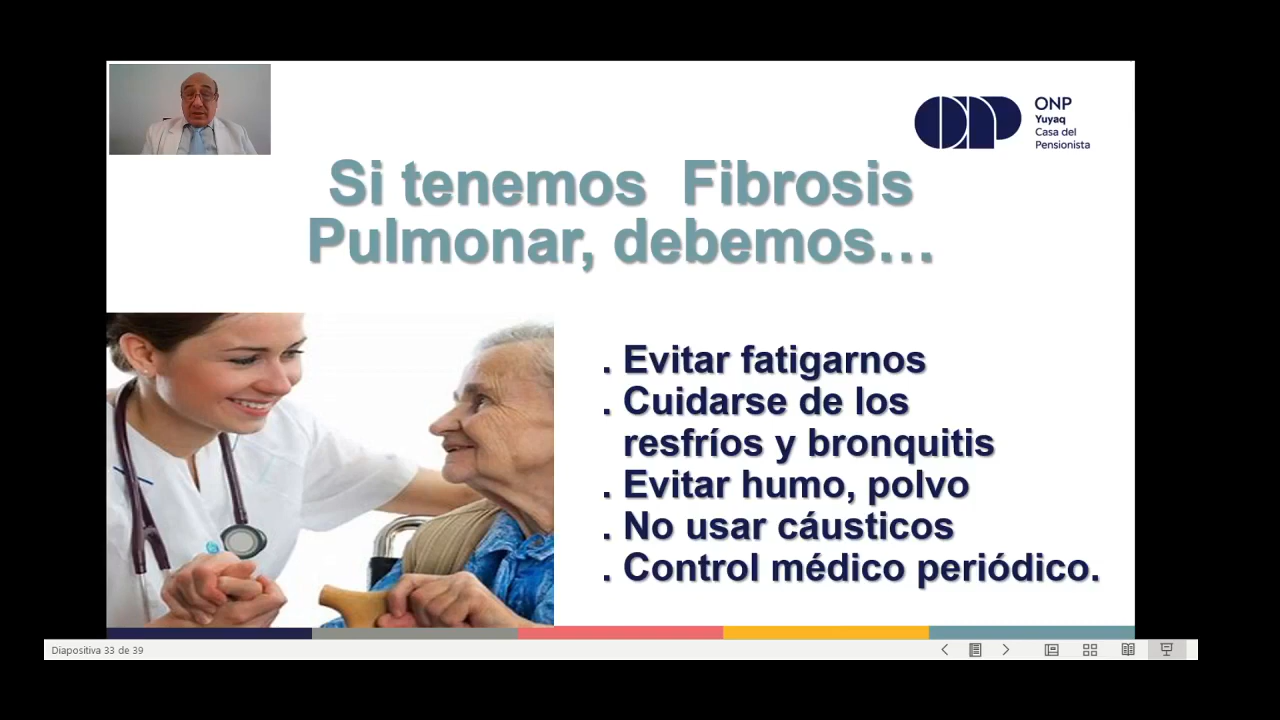 ONP
Yuyaq
Casa del
Pensionista
Si tenemos Fibrosis
Pulmonar, debemos...
. Evitar fatigarnos
. Cuidarse de los
resfríos y bronquitis
. Evitar humo, polvo
. No usar cáusticos
. Control médico periódico.
Diapositiva 33 de 39